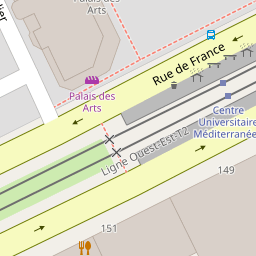 Palais des
Arts
Rue de France
Palais des
Arts
Centre
Universitaire
Méditerranée
Ligne Ouest-Est T2
149
151